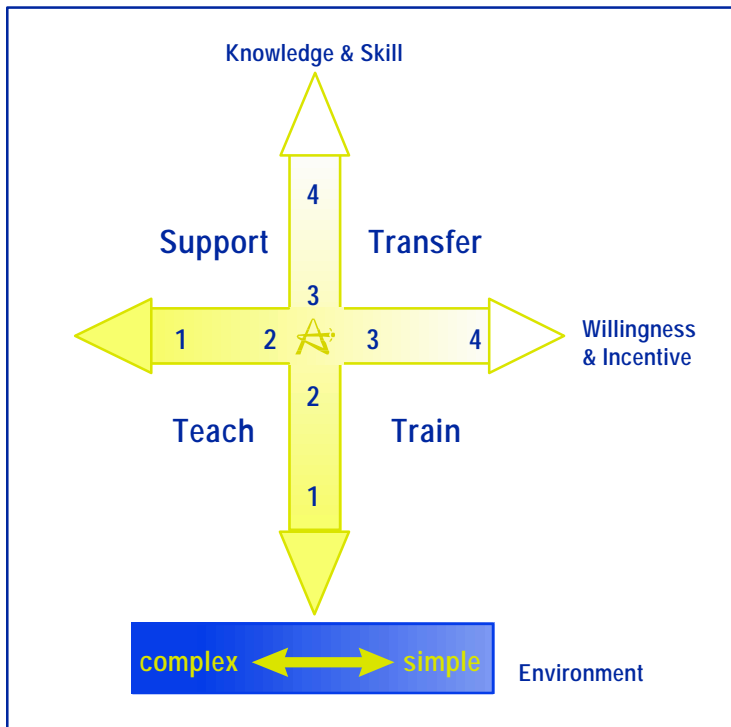 Knowledge & Skill
4
Support Transfer
3
1 2 3 4
Willingness
& Incentive
2
Teach Train
1
complex simple
Environment